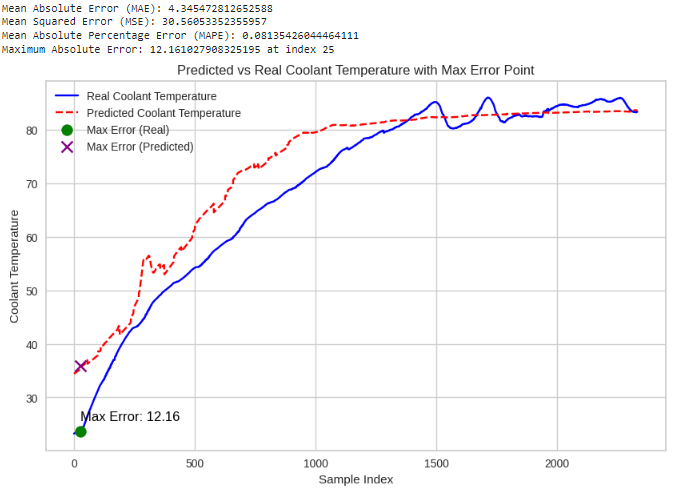 Mean Absolute Error (MAE): 4.345472812652588
Mean Squared Error (MSE): 30.56053352355957
Mean Absolute Percentage Error (MAPE): 0.08135426044464111
Maximum Absolute Error: 12.161027908325195 at index 25
Predicted vs Real Coolant Temperature with Max Error Point
Real Coolant Temperature
Predicted Coolant Temperature
Max Error (Real)
Max Error (Predicted)
80
70
60
50
40
30
Coolant Temperature
Max Error: 12.16
0
500
1000
1500
2000
Sample Index